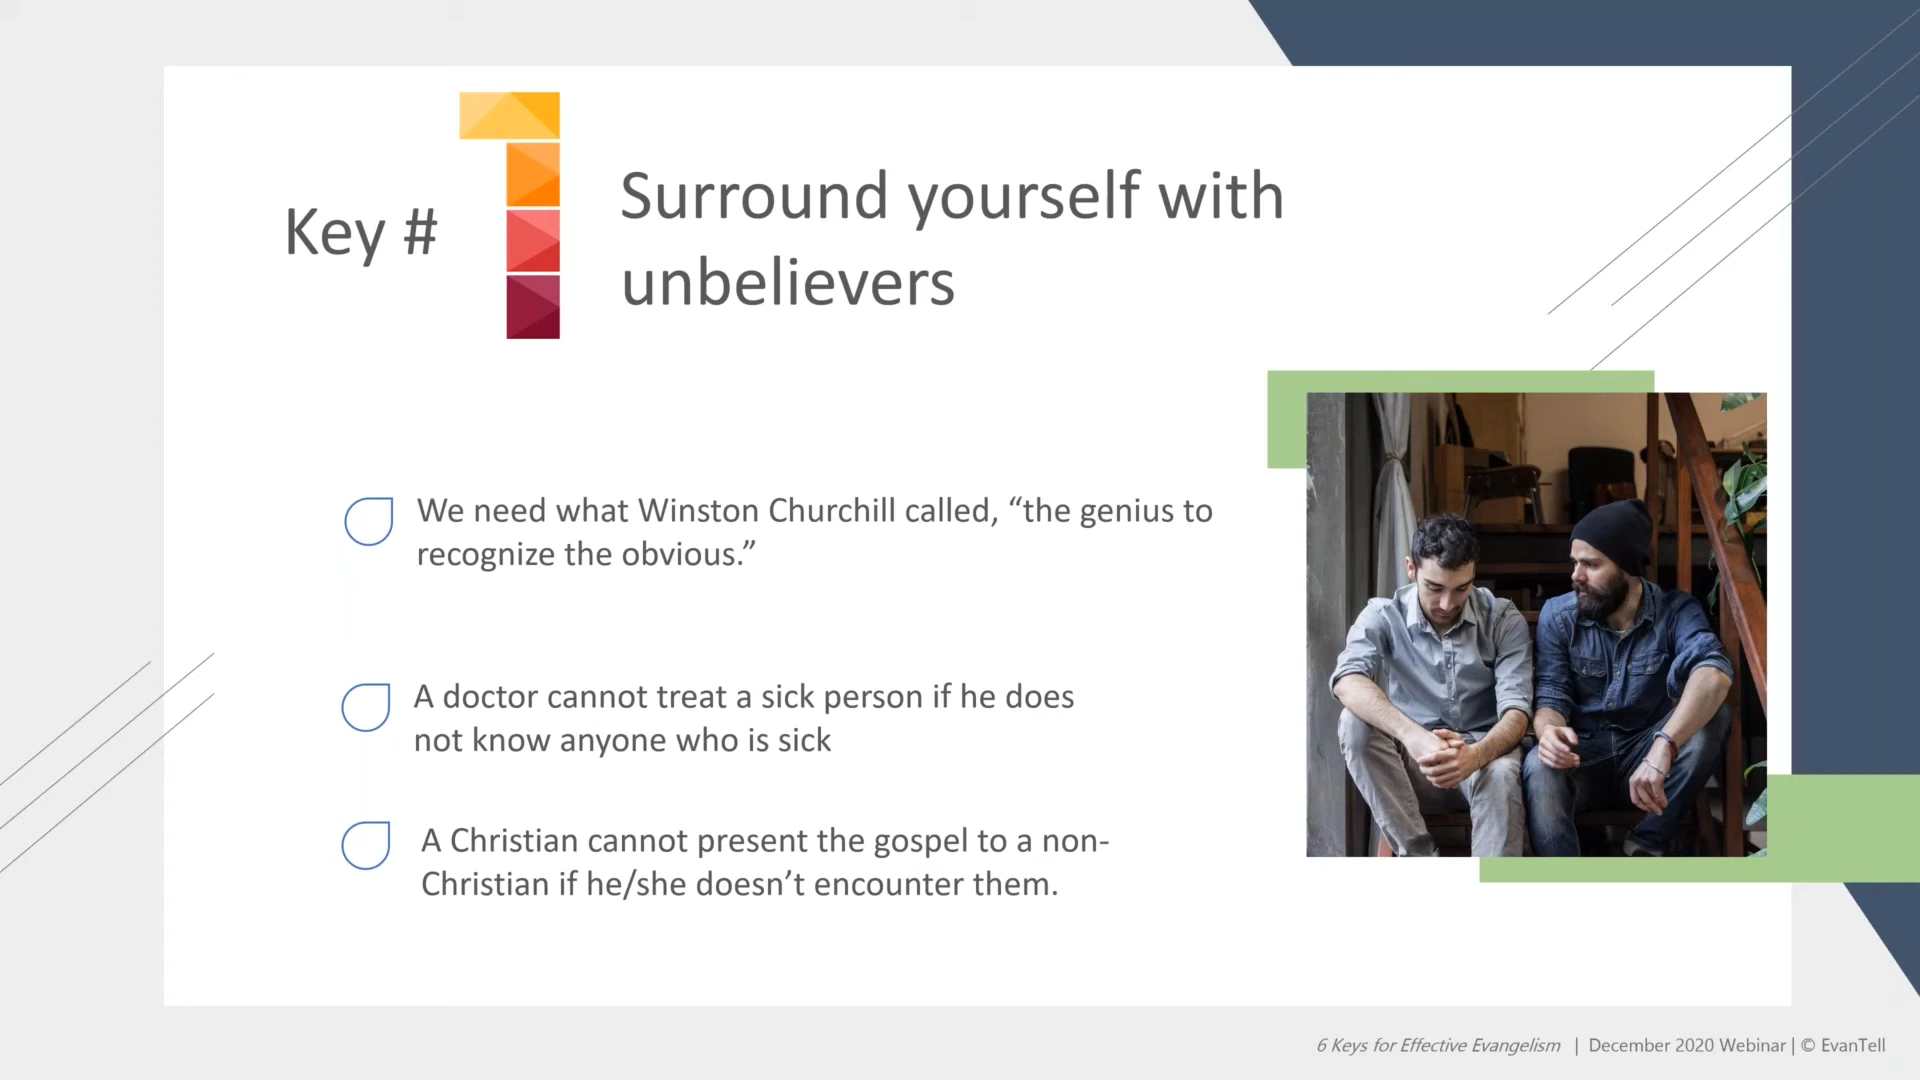 Key # 1
Surround yourself with
unbelievers
We need what Winston Churchill called, “the genius to
recognize the obvious.”
A doctor cannot treat a sick person if he does
not know anyone who is sick
A Christian cannot present the gospel to a non-
Christian if he/she doesn’t encounter them.
6 Keys for Effective Evangelism | December 2020 Webinar | © EvanTell